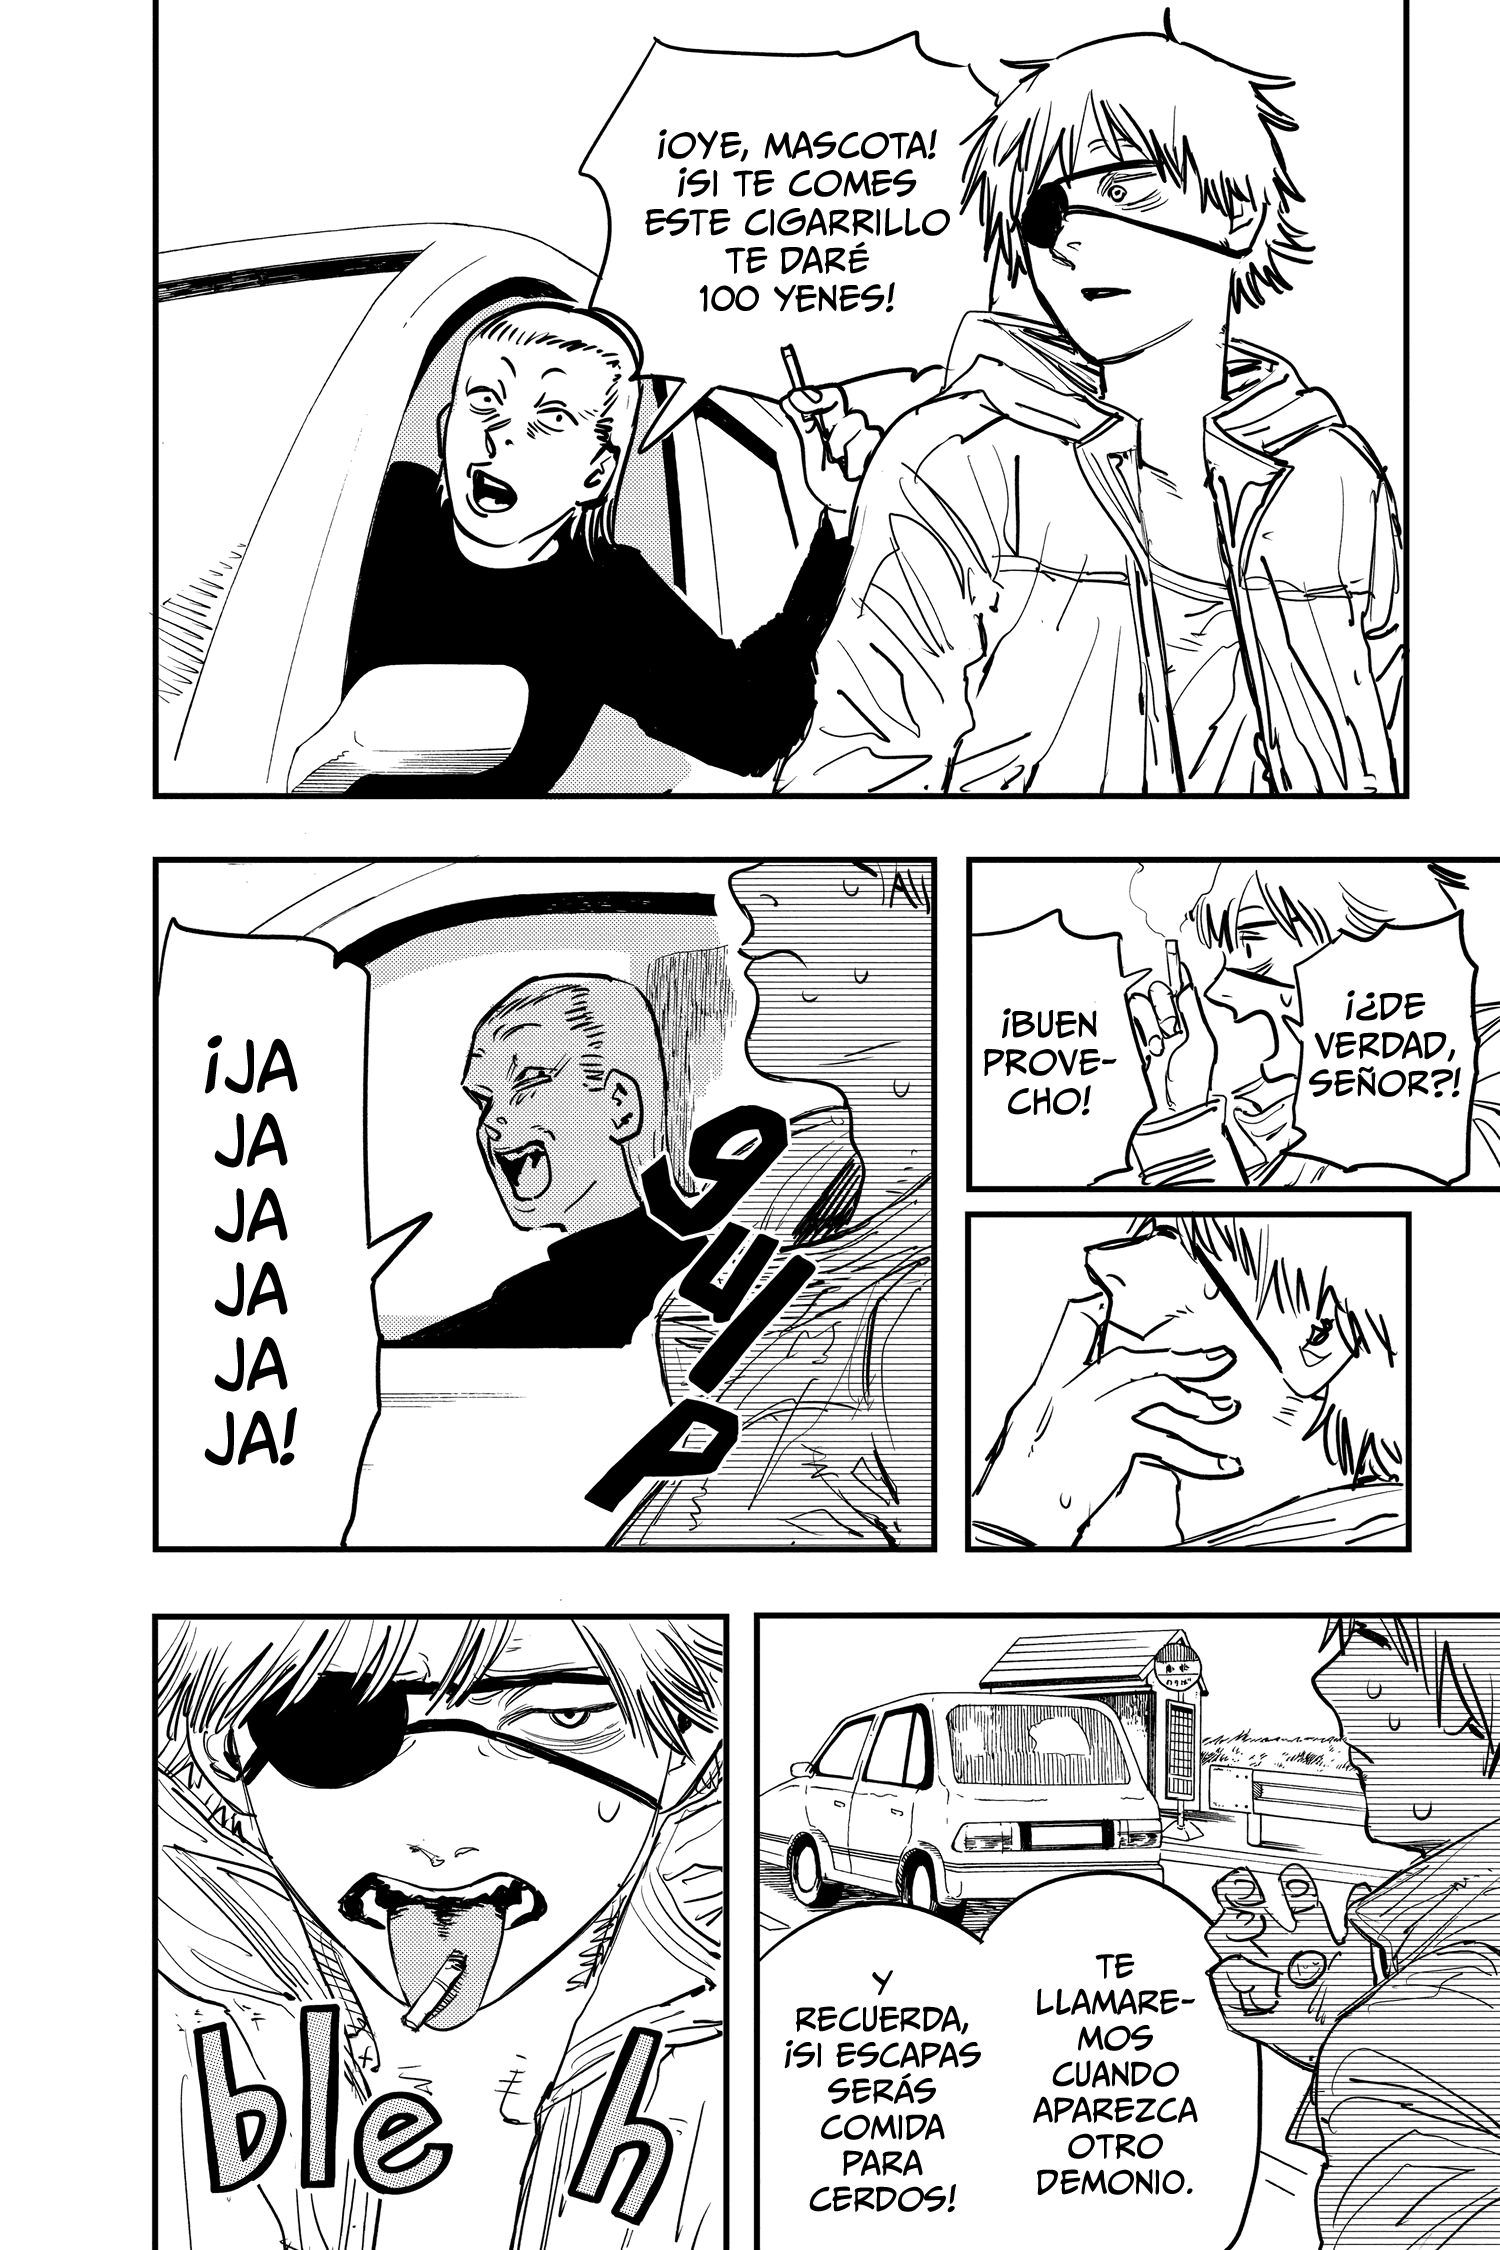 ¡OYE, MASCOTA!
¡SI TE COMES
ESTE CIGARRILLO
TE DARÉ
100 YENES!
¡¿DE
VERDAD,
SEÑOR?!
¡BUEN
PROVE-
CHO!
¡JA
JA
JA
JA
JA
JA!
GULP
TE
LLAMARE-
MOS
CUANDO
APAREZCA
OTRO
DEMONIO.
Y
RECUERDA,
¡SI ESCAPAS
SERÁS
COMIDA
PARA
CERDOS!
bleh